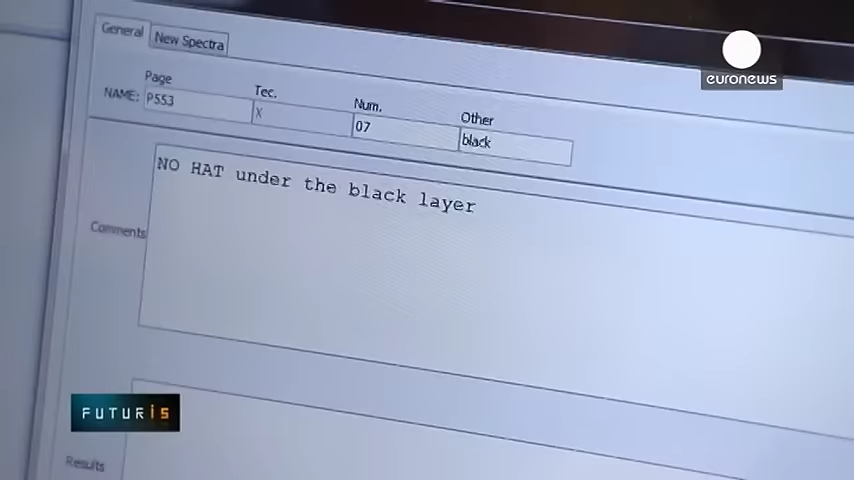 General
New Spectra
euronews
Page
Tec.
Num.
Other
NAME:
P553
X
07
black
NO HAT under the black layer
Comments
FUTURIS
Results